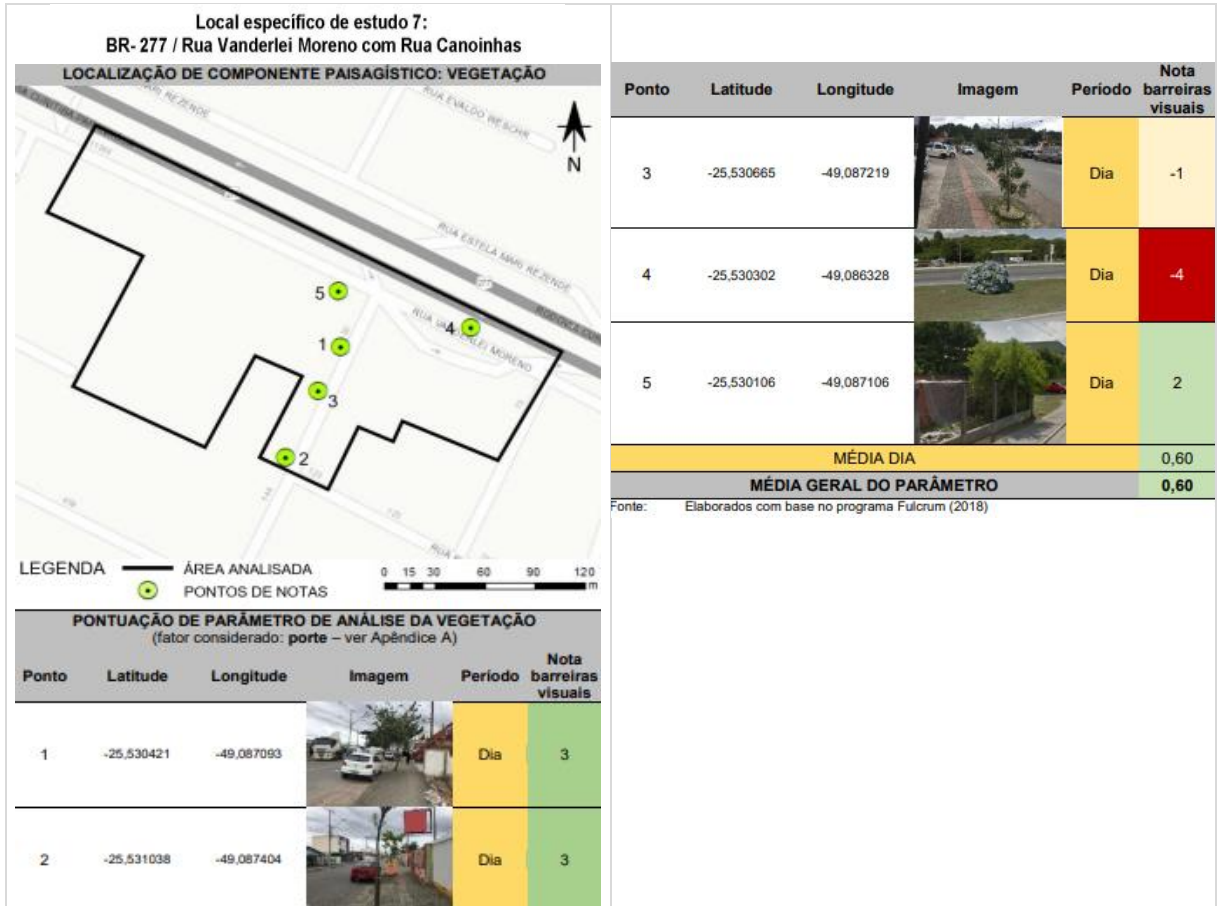 Local específico de estudo 7:
BR- 277 / Rua Vanderlei Moreno com Rua Canoinhas
LOCALIZAÇÃO DE COMPONENTE PAISAGÍSTICO: VEGETAÇÃO
MARI REZENDE
RUA EVALDO
N
RUA ESTELA MARI REZENDE
RODOVIA
RUA VANDERLEI MORENO
5
4
1
3
2
LEGENDA
ÁREA ANALISADA
PONTOS DE NOTAS
0 15 30 60 90 120
m
PONTUAÇÃO DE PARÂMETRO DE ANÁLISE DA VEGETAÇÃO
(fator considerado: porte – ver Apêndice A)
Ponto Latitude Longitude Imagem Período Nota barreiras visuais
1 -25,530421 -49,087093 Dia 3
2 -25,531038 -49,087404 Dia 3
Ponto Latitude Longitude Imagem Período Nota barreiras visuais
3 -25,530665 -49,087219 Dia -1
4 -25,530302 -49,086328 Dia -4
5 -25,530106 -49,087106 Dia 2
MÉDIA DIA 0,60
MÉDIA GERAL DO PARÂMETRO 0,60
Fonte: Elaborados com base no programa Fulcrum (2018)